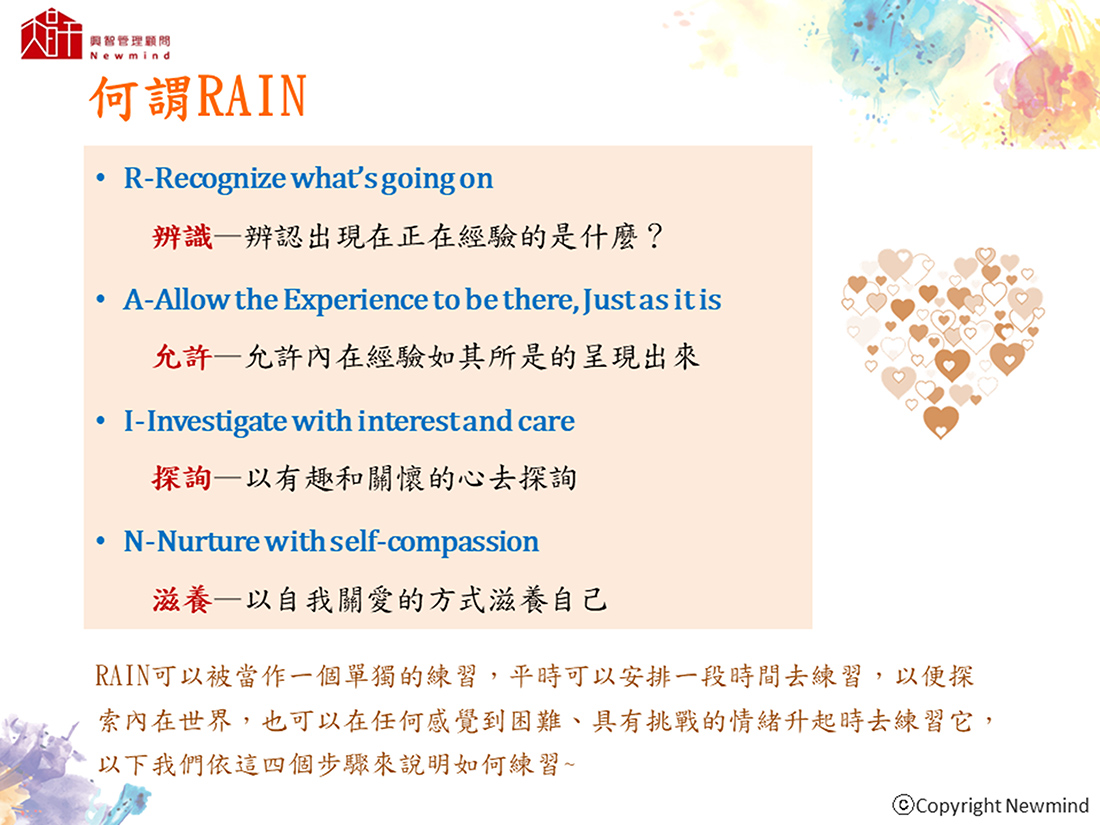 興智管理顧問
Newmind
何謂RAIN
• R-Recognize what's going on
辨識—辨認出現在正在經驗的是什麼？
• A-Allow the Experience to be there, Just as it is
允許—允許內在經驗如其所是的呈現出來
• I-Investigate with interest and care
探詢—以有趣和關懷的心去探詢
• N-Nurture with self-compassion
滋養—以自我關愛的方式滋養自己
RAIN可以被當作一個單獨的練習，平時可以安排一段時間去練習，以便探
索內在世界，也可以在任何感覺到困難、具有挑戰的情緒升起時去練習它，
以下我們依這四個步驟來說明如何練習~
ⓒCopyright Newmind